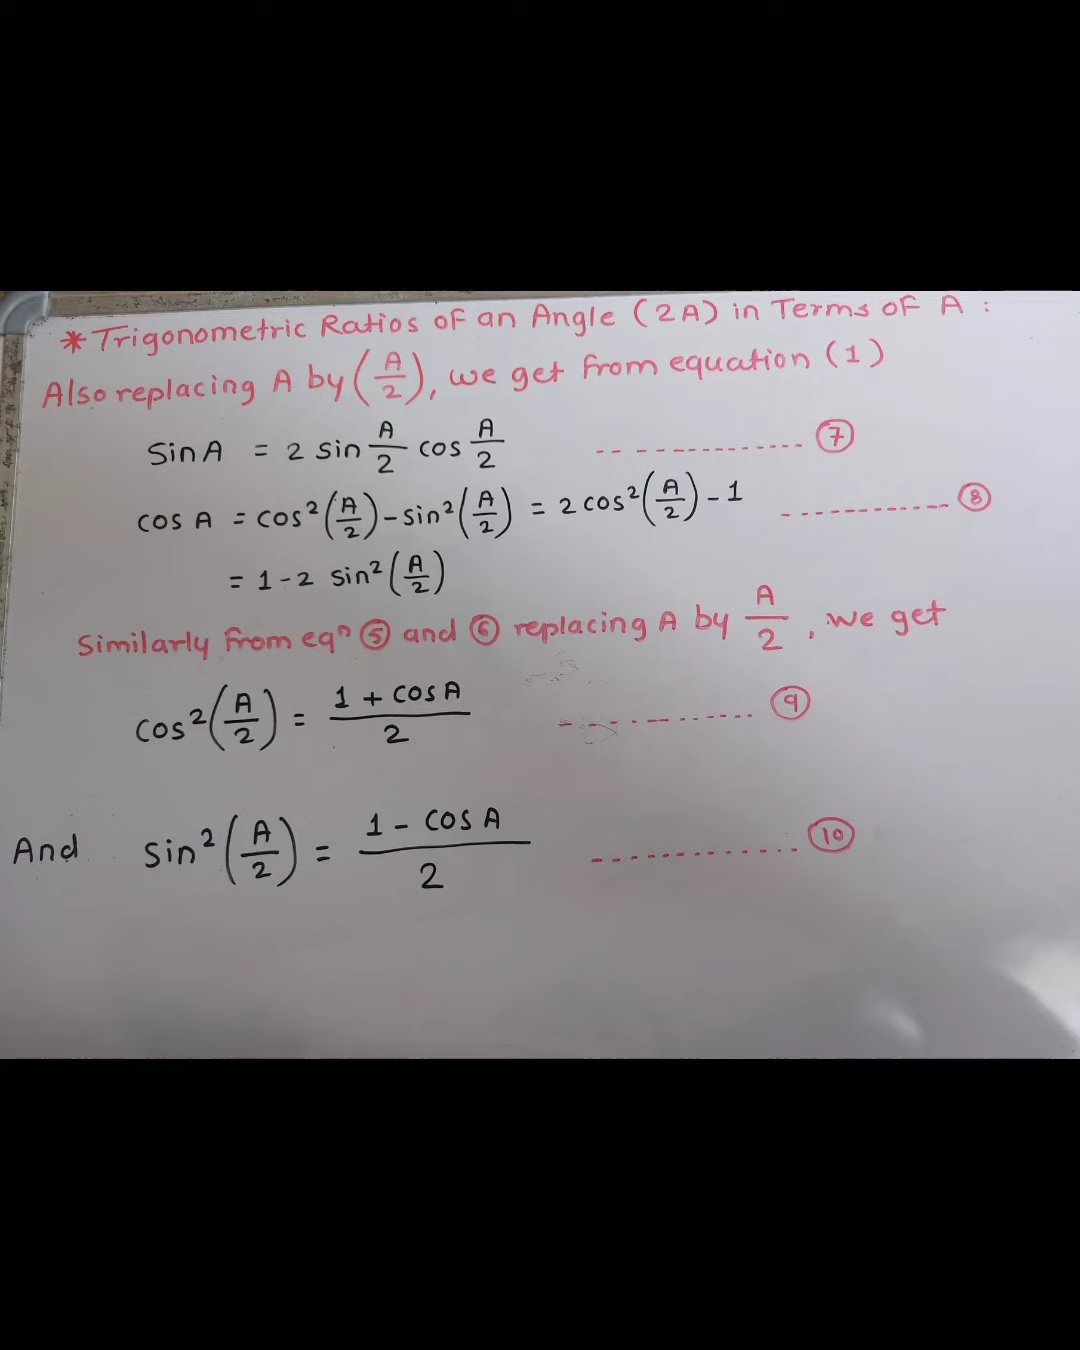 * Trigonometric Ratios of an Angle (2A) in Terms of A :
Also replacing A by (A/2), we get from equation (1)
Sin A = 2 sin A/2 cos A/2 ------------- ⑦
cos A = cos²(A/2) - sin²(A/2) = 2 cos²(A/2) - 1 ------------- ⑧
= 1 - 2 sin²(A/2)
Similarly from eqⁿ ⑤ and ⑥ replacing A by A/2, we get
cos²(A/2) = 1 + cos A / 2 ------------- ⑨
And sin²(A/2) = 1 - cos A / 2 ------------- ⑩